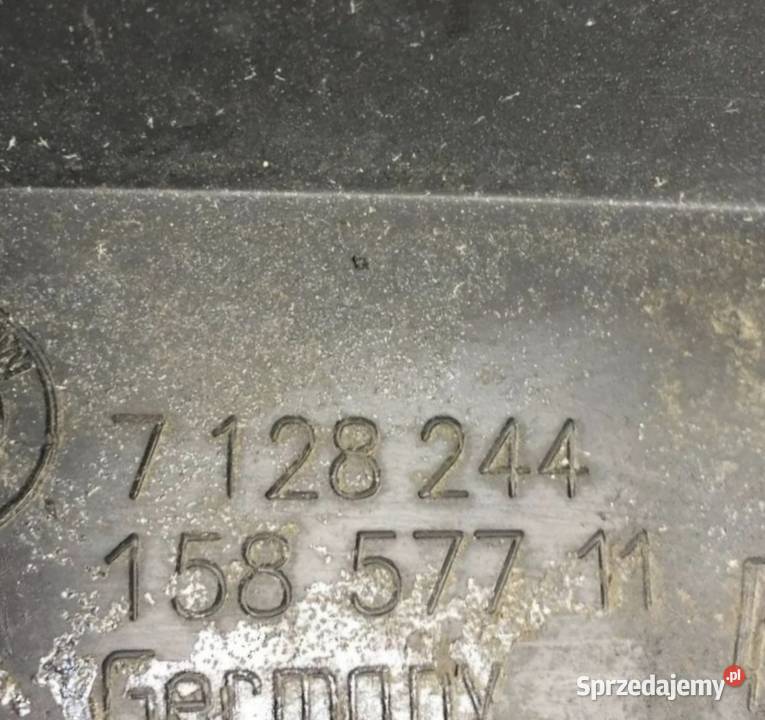 7 128 244
158 577 11
Germany
Sprzedajemy.pl